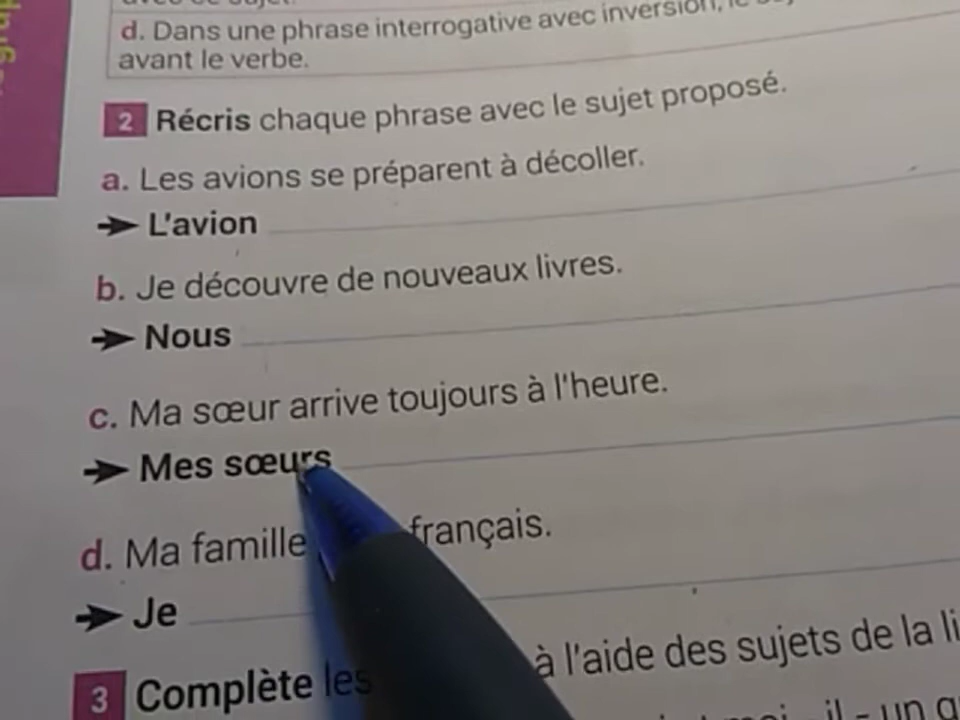 d. Dans une phrase interrogative avec inversion, le
avant le verbe.
2 Récris chaque phrase avec le sujet proposé.
a. Les avions se préparent à décoller.
L'avion
b. Je découvre de nouveaux livres.
Nous
c. Ma sœur arrive toujours à l'heure.
Mes sœurs
d. Ma famille français.
Je
3 Complète les à l'aide des sujets de la